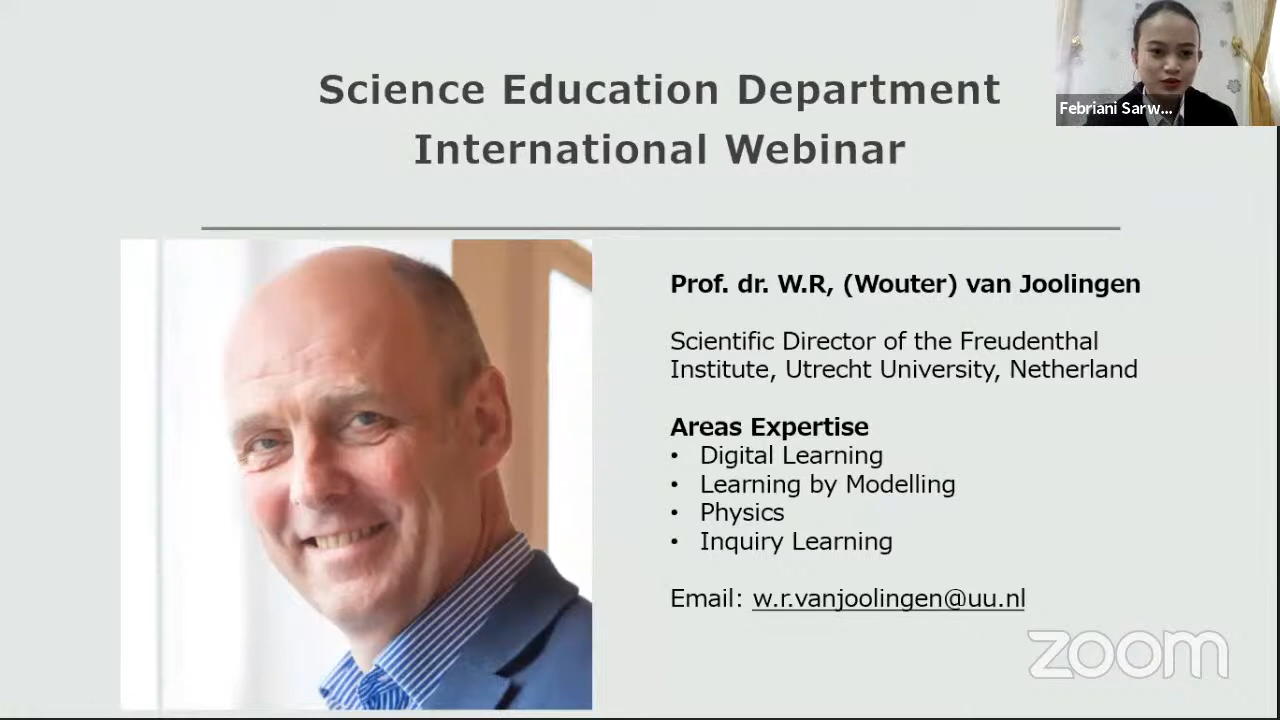 Science Education Department
International Webinar
Febriani Sarw...
Prof. dr. W.R, (Wouter) van Joolingen
Scientific Director of the Freudenthal
Institute, Utrecht University, Netherland
Areas Expertise
• Digital Learning
• Learning by Modelling
• Physics
• Inquiry Learning
Email: w.r.vanjoolingen@uu.nl
zoom